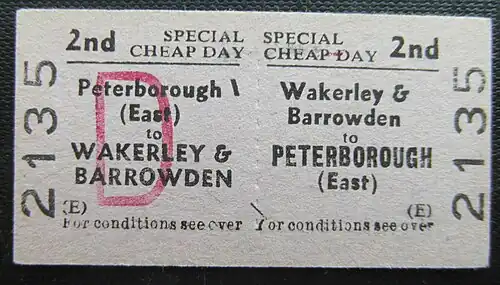 2nd SPECIAL CHEAP DAY
Peterborough \
(East)
to
WAKERLEY &
BARROWDEN
(E)
For conditions see over
2135
D
SPECIAL CHEAP DAY 2nd
Wakerley &
Barrowden
to
PETERBOROUGH
(East)
(E)
For conditions see over
2135